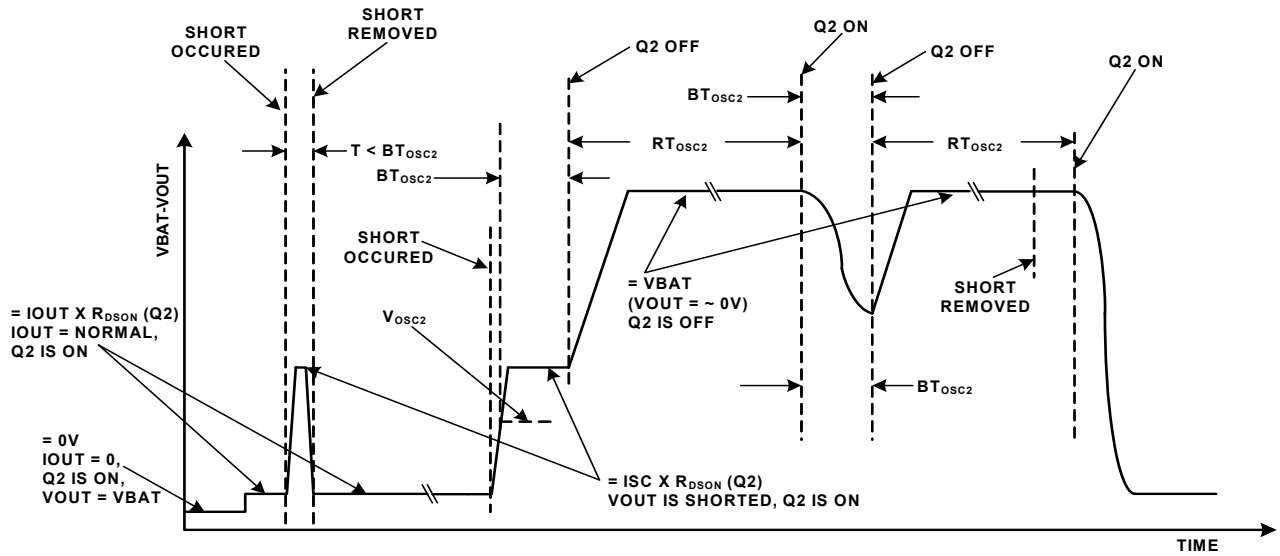 SHORT
OCCURED
SHORT
REMOVED
Q2 OFF
Q2 ON
Q2 OFF
Q2 ON
BTOSC2
T < BTOSC2
RTOSC2
RTOSC2
BTOSC2
VBAT-VOUT
SHORT
OCCURED
= VBAT
(VOUT = ~ 0V)
Q2 IS OFF
SHORT
REMOVED
= IOUT X RDSON (Q2)
IOUT = NORMAL,
Q2 IS ON
VOSC2
BTOSC2
= 0V
IOUT = 0,
Q2 IS ON,
VOUT = VBAT
= ISC X RDSON (Q2)
VOUT IS SHORTED, Q2 IS ON
TIME